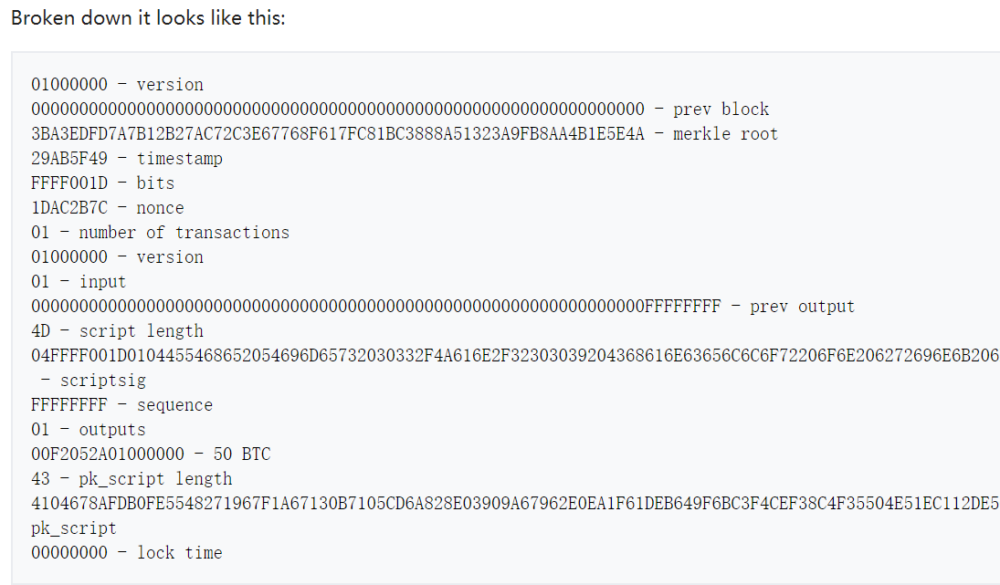 Broken down it looks like this:
01000000 - version
0000000000000000000000000000000000000000000000000000000000000000 - prev block
3BA3EDFD7A7B12B27AC72C3E67768F617FC81BC3888A51323A9FB8AA4B1E5E4A - merkle root
29AB5F49 - timestamp
FFFF001D - bits
1DAC2B7C - nonce
01 - number of transactions
01000000 - version
01 - input
0000000000000000000000000000000000000000000000000000000000000000FFFFFFFF - prev output
4D - script length
04FFFF001D0104455468652054696D65732030332F4A616E2F32303039204368616E63656C6C6F72206F6E206272696E6B206
- scriptsig
FFFFFFFF - sequence
01 - outputs
00F2052A01000000 - 50 BTC
43 - pk_script length
4104678AFDB0FE5548271967F1A67130B7105CD6A828E03909A67962E0EA1F61DEB649F6BC3F4CEF38C4F35504E51EC112DE5
pk_script
00000000 - lock time